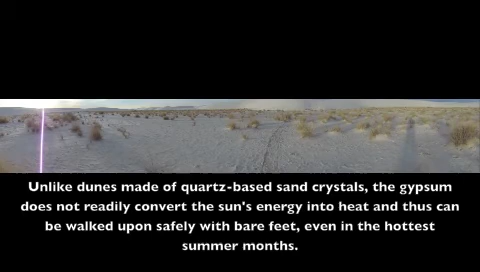 Unlike dunes made of quartz-based sand crystals, the gypsum
does not readily convert the sun's energy into heat and thus can
be walked upon safely with bare feet, even in the hottest
summer months.